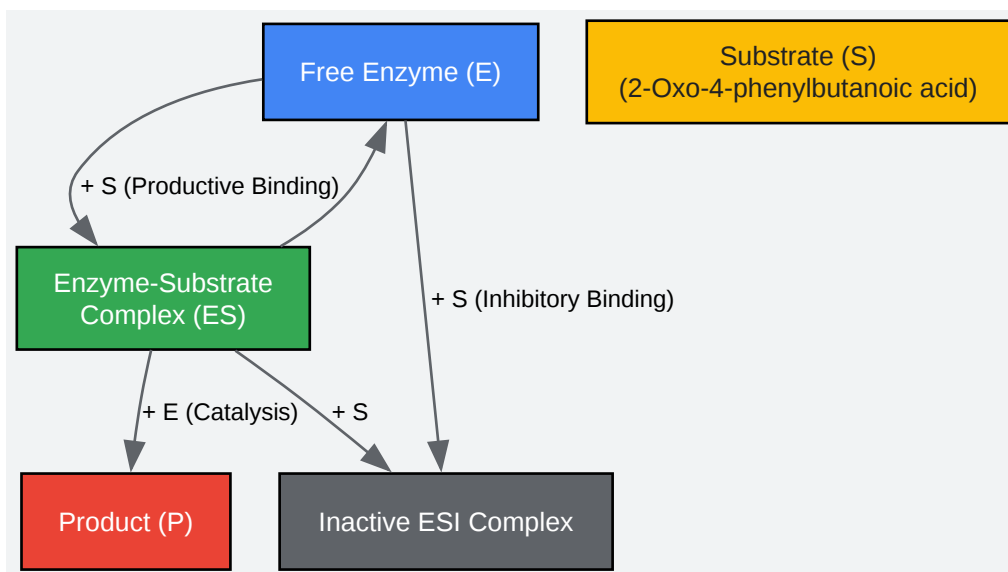 Free Enzyme (E)
Substrate (S)
(2-Oxo-4-phenylbutanoic acid)
+ S (Productive Binding)
Enzyme-Substrate
Complex (ES)
+ S (Inhibitory Binding)
+ E (Catalysis)
+ S
Product (P)
Inactive ESI Complex